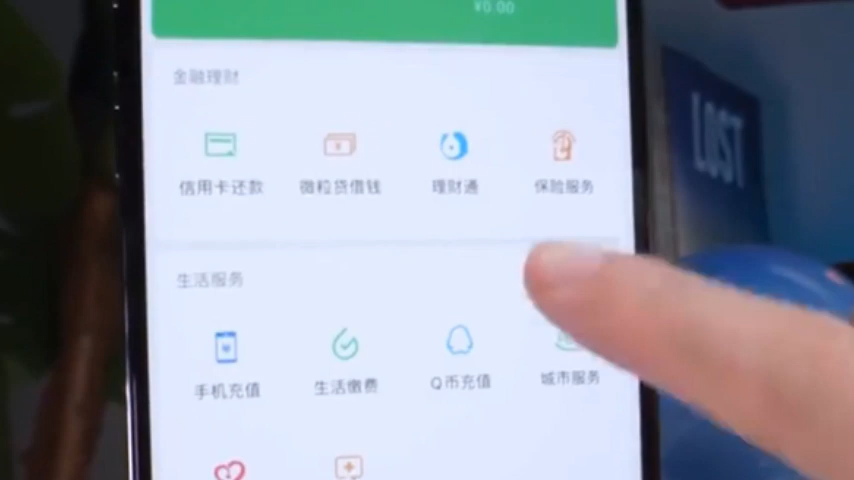 ¥0.00
金融理财
信用卡还款 微粒贷借钱 理财通 保险服务
LOST
生活服务
手机充值 生活缴费 Q币充值 城市服务